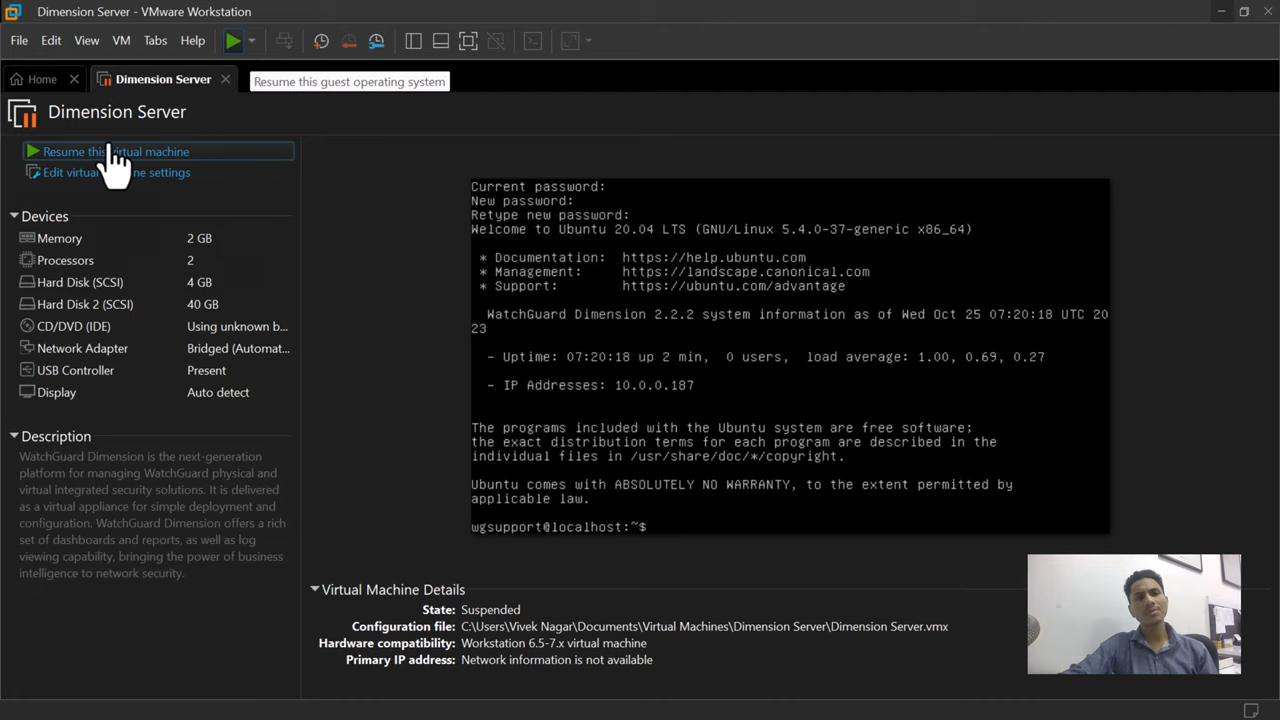 Dimension Server - VMware Workstation
File Edit View VM Tabs Help
Home Dimension Server
Resume this guest operating system
Dimension Server
Resume this virtual machine
Edit virtual machine settings
Devices
Memory 2 GB
Processors 2
Hard Disk (SCSI) 4 GB
Hard Disk 2 (SCSI) 40 GB
CD/DVD (IDE) Using unknown b...
Network Adapter Bridged (Automat...
USB Controller Present
Display Auto detect
Description
WatchGuard Dimension is the next-generation
platform for managing WatchGuard physical and
virtual integrated security solutions. It is delivered
as a virtual appliance for simple deployment and
configuration. WatchGuard Dimension offers a rich
set of dashboards and reports, as well as log
viewing capability, bringing the power of business
intelligence to network security.
Current password:
New password:
Retype new password:
Welcome to Ubuntu 20.04 LTS (GNU/Linux 5.4.0-37-generic x86_64)
* Documentation: https://help.ubuntu.com
* Management: https://landscape.canonical.com
* Support: https://ubuntu.com/advantage
WatchGuard Dimension 2.2.2 system information as of Wed Oct 25 07:20:18 UTC 20
23
- Uptime: 07:20:18 up 2 min, 0 users, load average: 1.00, 0.69, 0.27
- IP Addresses: 10.0.0.187
The programs included with the Ubuntu system are free software;
the exact distribution terms for each program are described in the
individual files in /usr/share/doc/*/copyright.
Ubuntu comes with ABSOLUTELY NO WARRANTY, to the extent permitted by
applicable law.
wgsupport@localhost:~$
Virtual Machine Details
State: Suspended
Configuration file: C:\Users\Vivek Nagar\Documents\Virtual Machines\Dimension Server\Dimension Server.vmx
Hardware compatibility: Workstation 6.5-7.x virtual machine
Primary IP address: Network information is not available